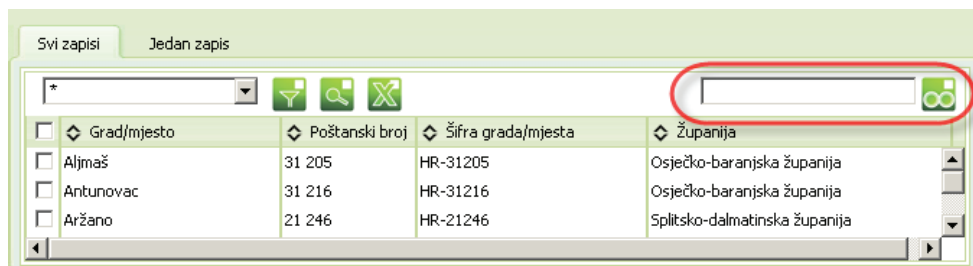 Svi zapisi Jedan zapis
*
Grad/mjesto Poštanski broj Šifra grada/mjesta Županija
Aljmaš 31 205 HR-31205 Osječko-baranjska županija
Antunovac 31 216 HR-31216 Osječko-baranjska županija
Aržano 21 246 HR-21246 Splitsko-dalmatinska županija